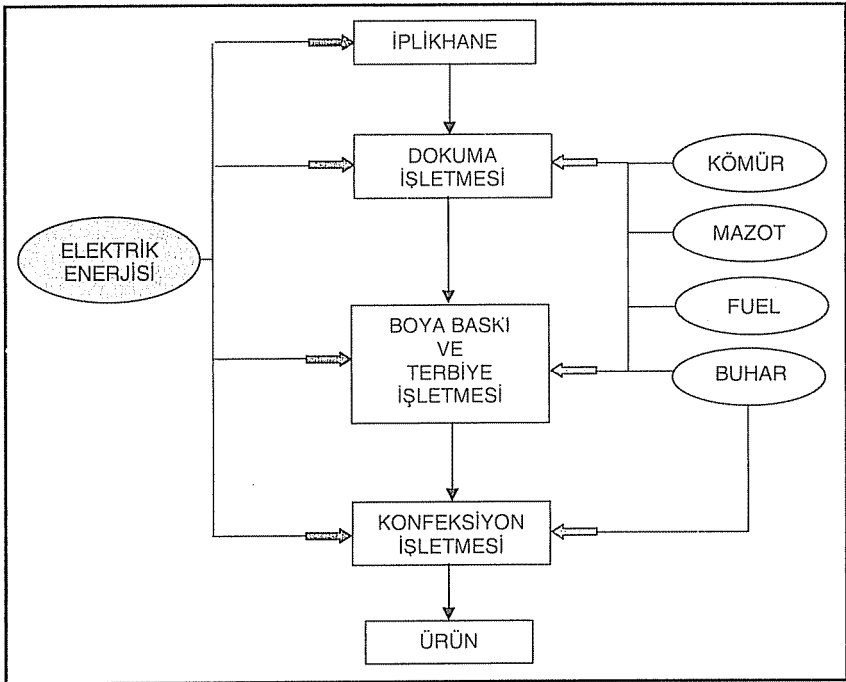 İPLİKHANE
DOKUMA
İŞLETMESİ
KÖMÜR
MAZOT
ELEKTRİK
ENERJİSİ
FUEL
BOYA BASKI
VE
TERBİYE
İŞLETMESİ
BUHAR
KONFEKSİYON
İŞLETMESİ
ÜRÜN